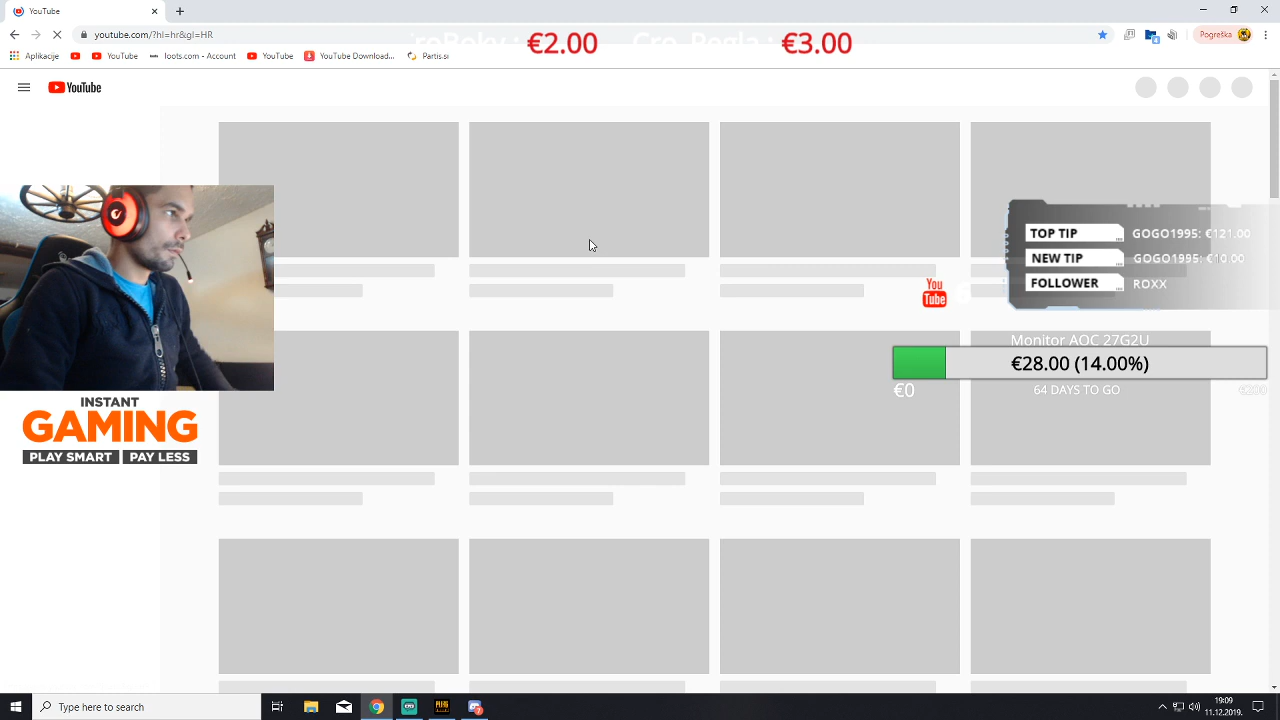 YouTube
youtube.com/?hl=hr&gl=HR
€2.00
€3.00
Pogreška
Aplikacije
YouTube
loots.com - Account
YouTube
YouTube Download...
Partis.si
YouTube
TOP TIP GOGO1995: €121.00
NEW TIP GOGO1995: €10.00
FOLLOWER ROXX
You
Tube
Monitor AOC 27G2U
€28.00 (14.00%)
€0 64 DAYS TO GO €200
INSTANT
GAMING
PLAY SMART PAY LESS
Type here to search
19:09
11.12.2019.